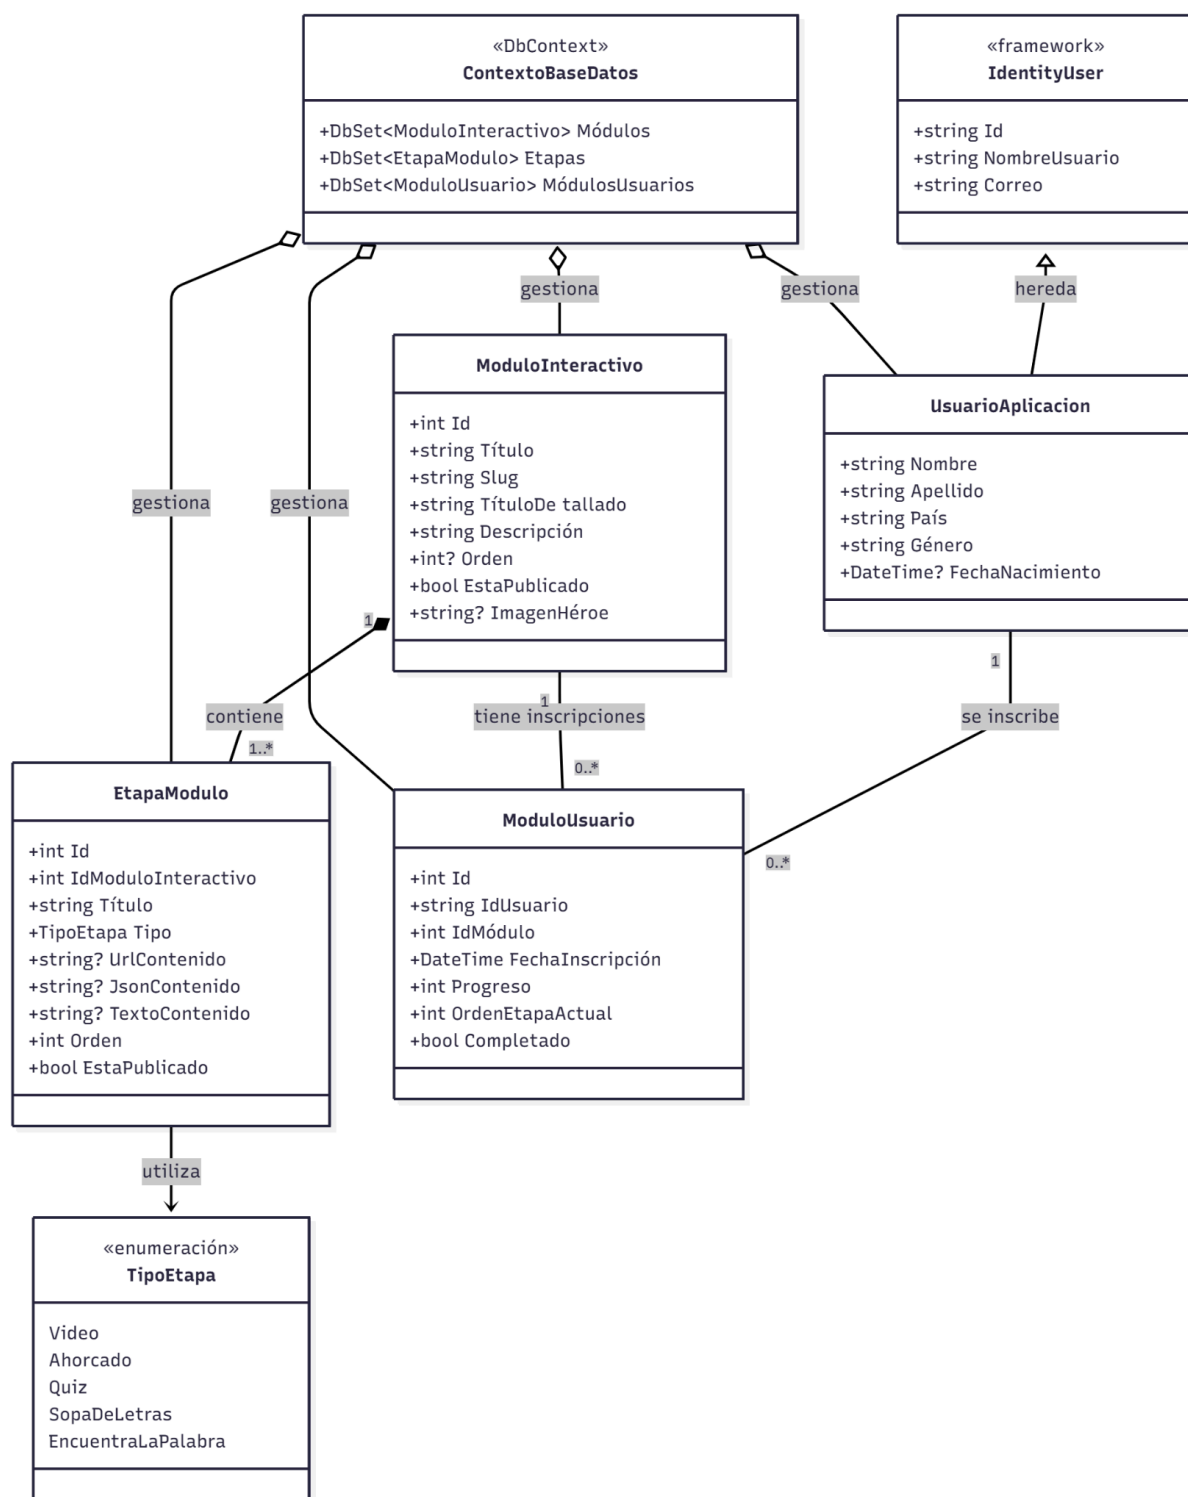 «DbContext»
ContextoBaseDatos
+DbSet<ModuloInteractivo> Módulos
+DbSet<EtapaModulo> Etapas
+DbSet<ModuloUsuario> MódulosUsuarios
«framework»
IdentityUser
+string Id
+string NombreUsuario
+string Correo
gestiona
gestiona
hereda
ModuloInteractivo
+int Id
+string Título
+string Slug
+string TítuloDe tallado
+string Descripción
+int? Orden
+bool EstaPublicado
+string? ImagenHéroe
UsuarioAplicacion
+string Nombre
+string Apellido
+string País
+string Género
+DateTime? FechaNacimiento
gestiona
gestiona
1
contiene
1..*
1
tiene inscripciones
0..*
1
se inscribe
0..*
EtapaModulo
+int Id
+int IdModuloInteractivo
+string Título
+TipoEtapa Tipo
+string? UrlContenido
+string? JsonContenido
+string? TextoContenido
+int Orden
+bool EstaPublicado
ModuloUsuario
+int Id
+string IdUsuario
+int IdMódulo
+DateTime FechaInscripción
+int Progreso
+int OrdenEtapaActual
+bool Completado
utiliza
«enumeración»
TipoEtapa
Video
Ahorcado
Quiz
SopaDeLetras
EncuentraLaPalabra